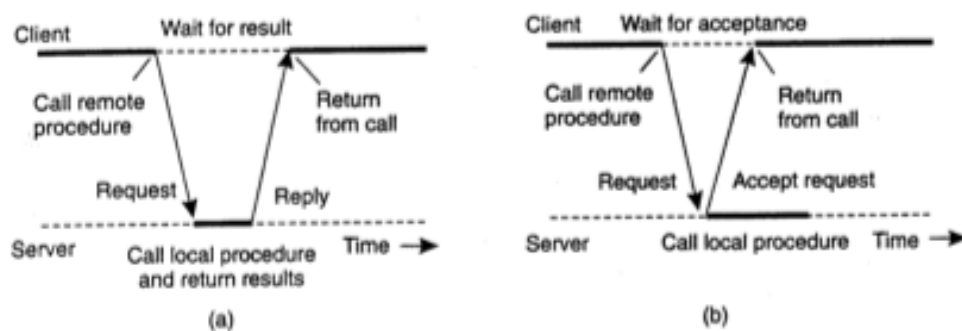 Client
Wait for result
Call remote
procedure
Return
from call
Request
Reply
Server
Call local procedure
and return results
Time
(a)
Client
Wait for acceptance
Call remote
procedure
Return
from call
Request
Accept request
Server
Call local procedure
Time
(b)